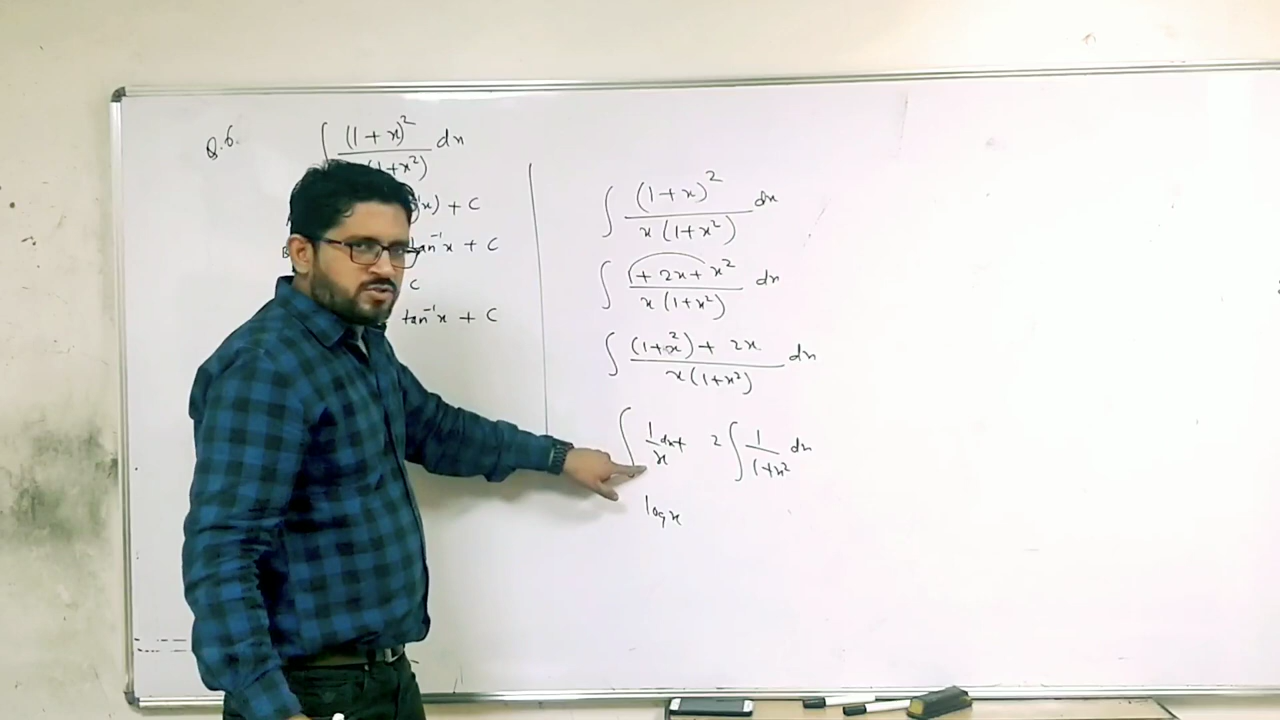 Q.6. ∫ (1+x)² / (1+x²) dx
x) + C
tan⁻¹x + C
C
tan⁻¹x + C
∫ (1+x)² / x(1+x²) dx
∫ 1+2x+x² / x(1+x²) dx
∫ (1+x²)+2x / x(1+x²) dx
∫ 1/x dx + 2∫ 1/1+x² dx
log x